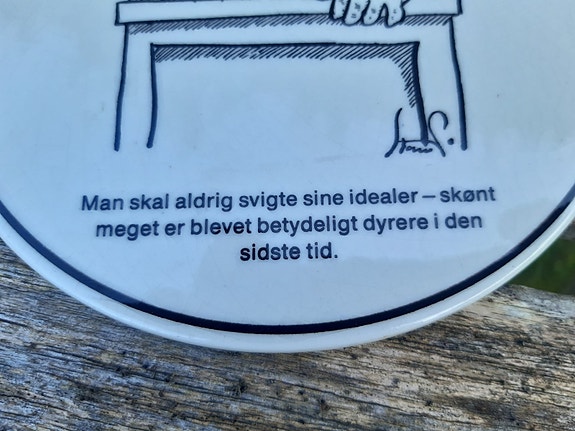 Man skal aldrig svigte sine idealer – skønt
meget er blevet betydeligt dyrere i den
sidste tid.